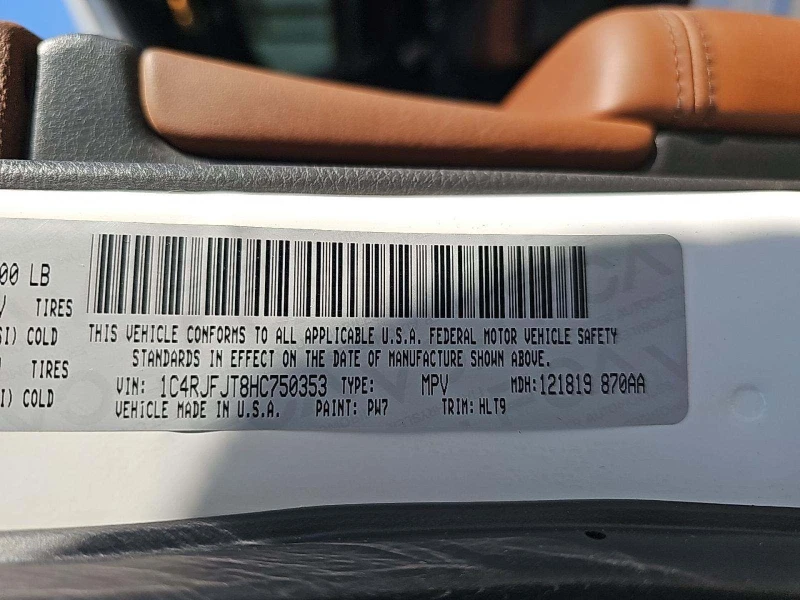 00 LB
TIRES
SI) COLD
TIRES
I) COLD
THIS VEHICLE CONFORMS TO ALL APPLICABLE U.S.A. FEDERAL MOTOR VEHICLE SAFETY
STANDARDS IN EFFECT ON THE DATE OF MANUFACTURE SHOWN ABOVE.
VIN: 1C4RJFJT8HC750353 TYPE: MPV MDH:121819 870AA
VEHICLE MADE IN U.S.A. PAINT: PW7 TRIM:HLT9